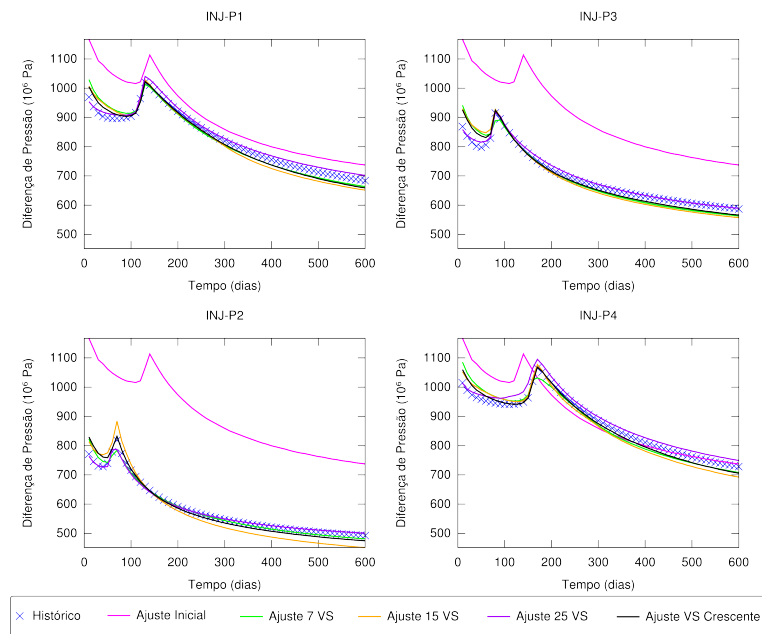 INJ-P1
INJ-P3
Diferença de Pressão (10⁶ Pa)
1100
1000
900
800
700
600
500
0 100 200 300 400 500 600
Tempo (dias)
Diferença de Pressão (10⁶ Pa)
1100
1000
900
800
700
600
500
0 100 200 300 400 500 600
Tempo (dias)
INJ-P2
INJ-P4
Diferença de Pressão (10⁶ Pa)
1100
1000
900
800
700
600
500
0 100 200 300 400 500 600
Tempo (dias)
Diferença de Pressão (10⁶ Pa)
1100
1000
900
800
700
600
500
0 100 200 300 400 500 600
Tempo (dias)
Histórico Ajuste Inicial Ajuste 7 VS Ajuste 15 VS Ajuste 25 VS Ajuste VS Crescente